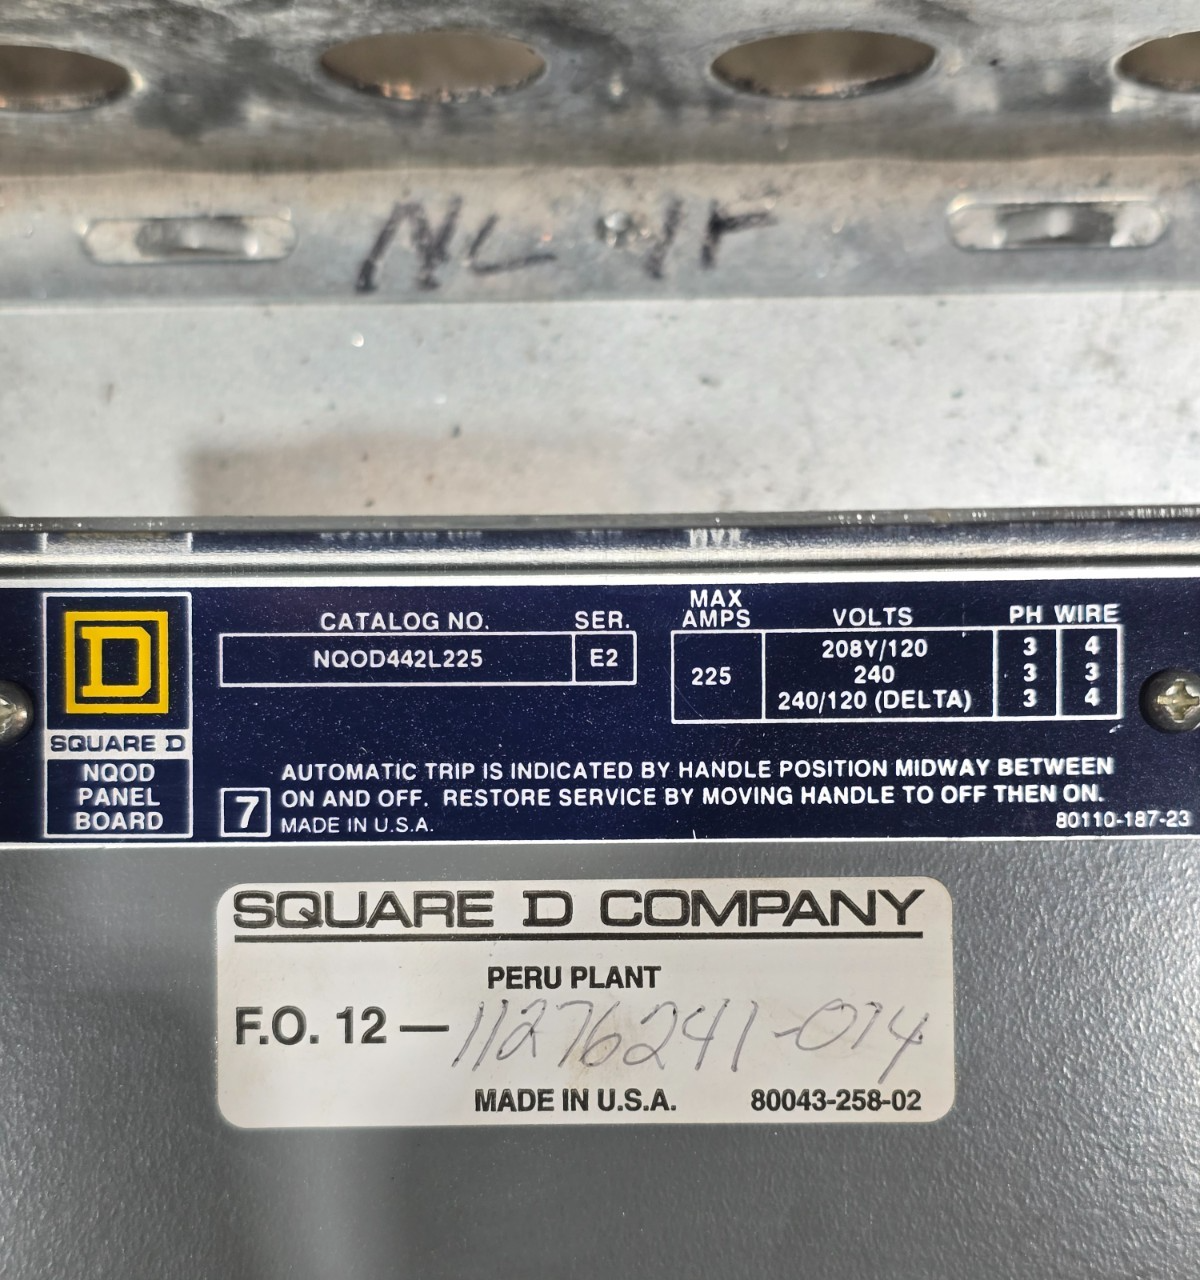 NL 1F
CATALOG NO. SER.
NQOD442L225 E2
MAX AMPS VOLTS PH WIRE
225
208Y/120 3 4
240 3 3
240/120 (DELTA) 3 4
D
SQUARE D
NQOD
PANEL
BOARD
AUTOMATIC TRIP IS INDICATED BY HANDLE POSITION MIDWAY BETWEEN
7 ON AND OFF. RESTORE SERVICE BY MOVING HANDLE TO OFF THEN ON.
MADE IN U.S.A. 80110-187-23
SQUARE D COMPANY
PERU PLANT
F.O. 12 — 11276241-014
MADE IN U.S.A. 80043-258-02